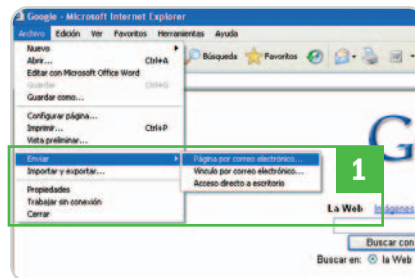 Google - Microsoft Internet Explorer
Archivo Edición Ver Favoritos Herramientas Ayuda
Nuevo
Abrir... Ctrl+A
Editar con Microsoft Office Word
Guardar Ctrl+G
Guardar como...
Configurar página...
Imprimir... Ctrl+P
Vista preliminar...
Enviar
Importar y exportar...
Propiedades
Trabajar sin conexión
Cerrar
Página por correo electrónico...
Vínculo por correo electrónico...
Acceso directo a escritorio
1
Búsqueda Favoritos
G
La Web Imágenes
Buscar con
Buscar en: la Web